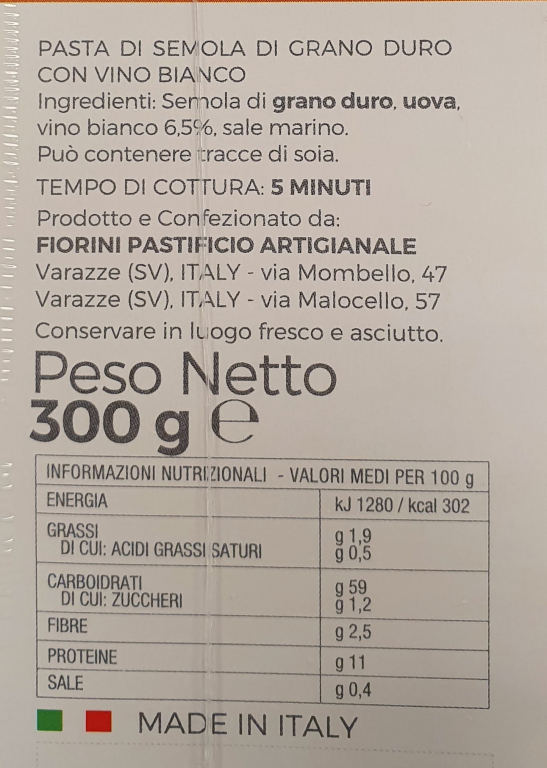 PASTA DI SEMOLA DI GRANO DURO
CON VINO BIANCO
Ingredienti: Semola di grano duro, uova,
vino bianco 6,5%, sale marino.
Può contenere tracce di soia.
TEMPO DI COTTURA: 5 MINUTI
Prodotto e Confezionato da:
FIORINI PASTIFICIO ARTIGIANALE
Varazze (SV), ITALY - via Mombello, 47
Varazze (SV), ITALY - via Malocello, 57
Conservare in luogo fresco e asciutto.
Peso Netto
300 g ℮
INFORMAZIONI NUTRIZIONALI - VALORI MEDI PER 100 g
ENERGIA kJ 1280 / kcal 302
GRASSI g 1,9
DI CUI: ACIDI GRASSI SATURI g 0,5
CARBOIDRATI g 59
DI CUI: ZUCCHERI g 1,2
FIBRE g 2,5
PROTEINE g 11
SALE g 0,4
MADE IN ITALY